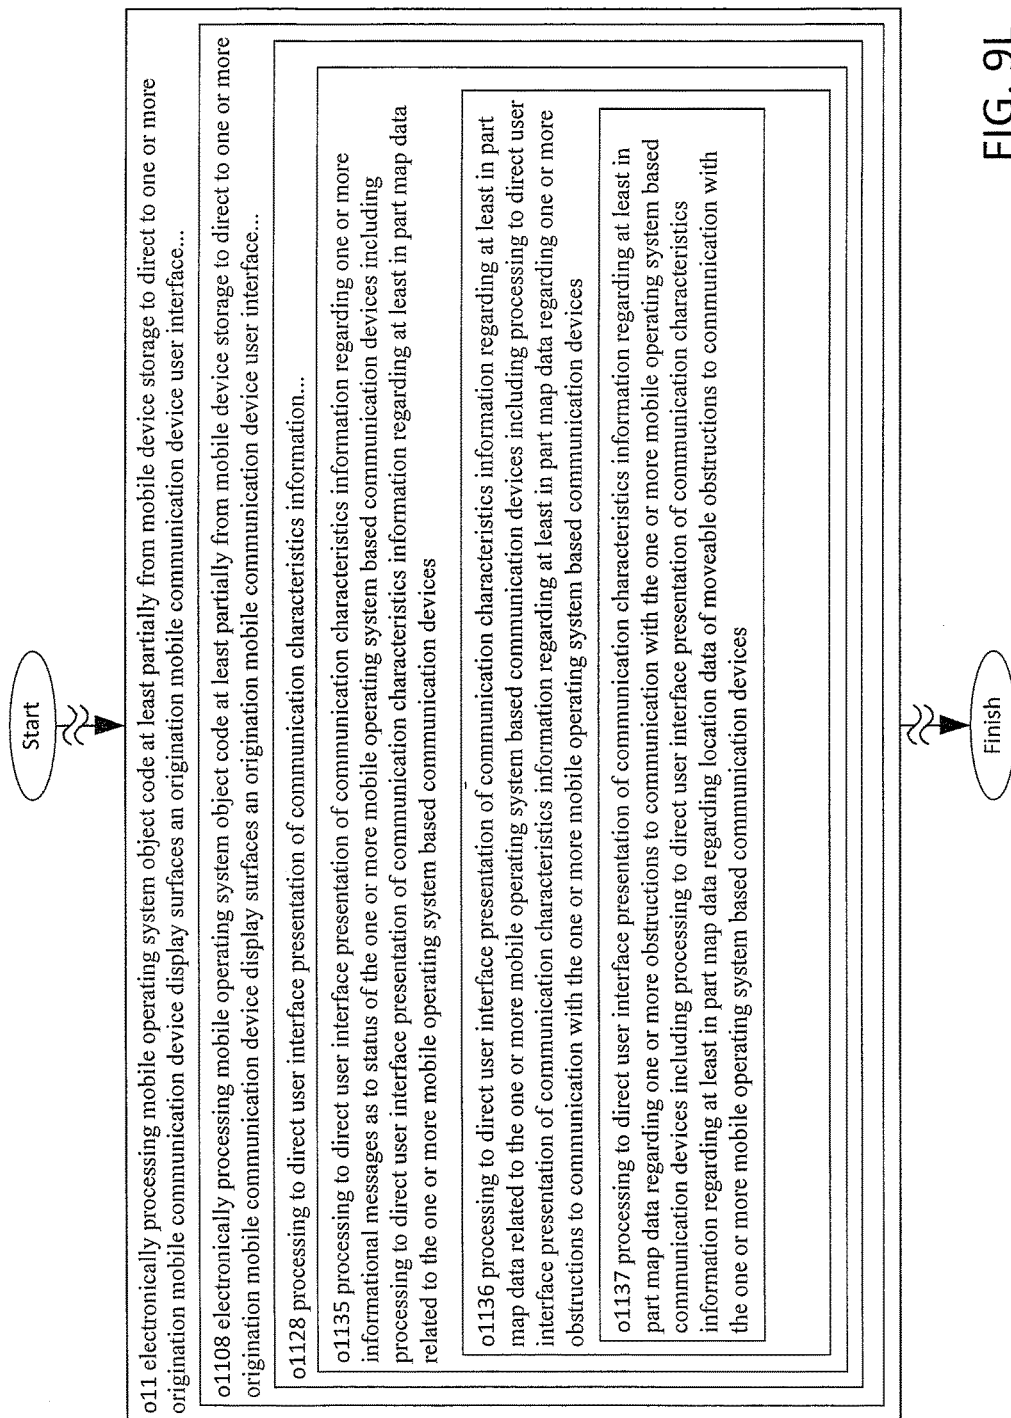 Start
o11 electronically processing mobile operating system object code at least partially from mobile device storage to direct to one or more
origination mobile communication device display surfaces an origination mobile communication device user interface...
o1108 electronically processing mobile operating system object code at least partially from mobile device storage to direct to one or more
origination mobile communication device display surfaces an origination mobile communication device user interface...
o1128 processing to direct user interface presentation of communication characteristics information...
o1135 processing to direct user interface presentation of communication characteristics information regarding one or more
informational messages as to status of the one or more mobile operating system based communication devices including
processing to direct user interface presentation of communication characteristics information regarding at least in part map data
related to the one or more mobile operating system based communication devices
o1136 processing to direct user interface presentation of communication characteristics information regarding at least in part
map data related to the one or more mobile operating system based communication devices including processing to direct user
interface presentation of communication characteristics information regarding at least in part map data regarding one or more
obstructions to communication with the one or more mobile operating system based communication devices
o1137 processing to direct user interface presentation of communication characteristics information regarding at least in
part map data regarding one or more obstructions to communication with the one or more mobile operating system based
communication devices including processing to direct user interface presentation of communication characteristics
information regarding at least in part map data regarding location data of moveable obstructions to communication with
the one or more mobile operating system based communication devices
Finish
FIG.